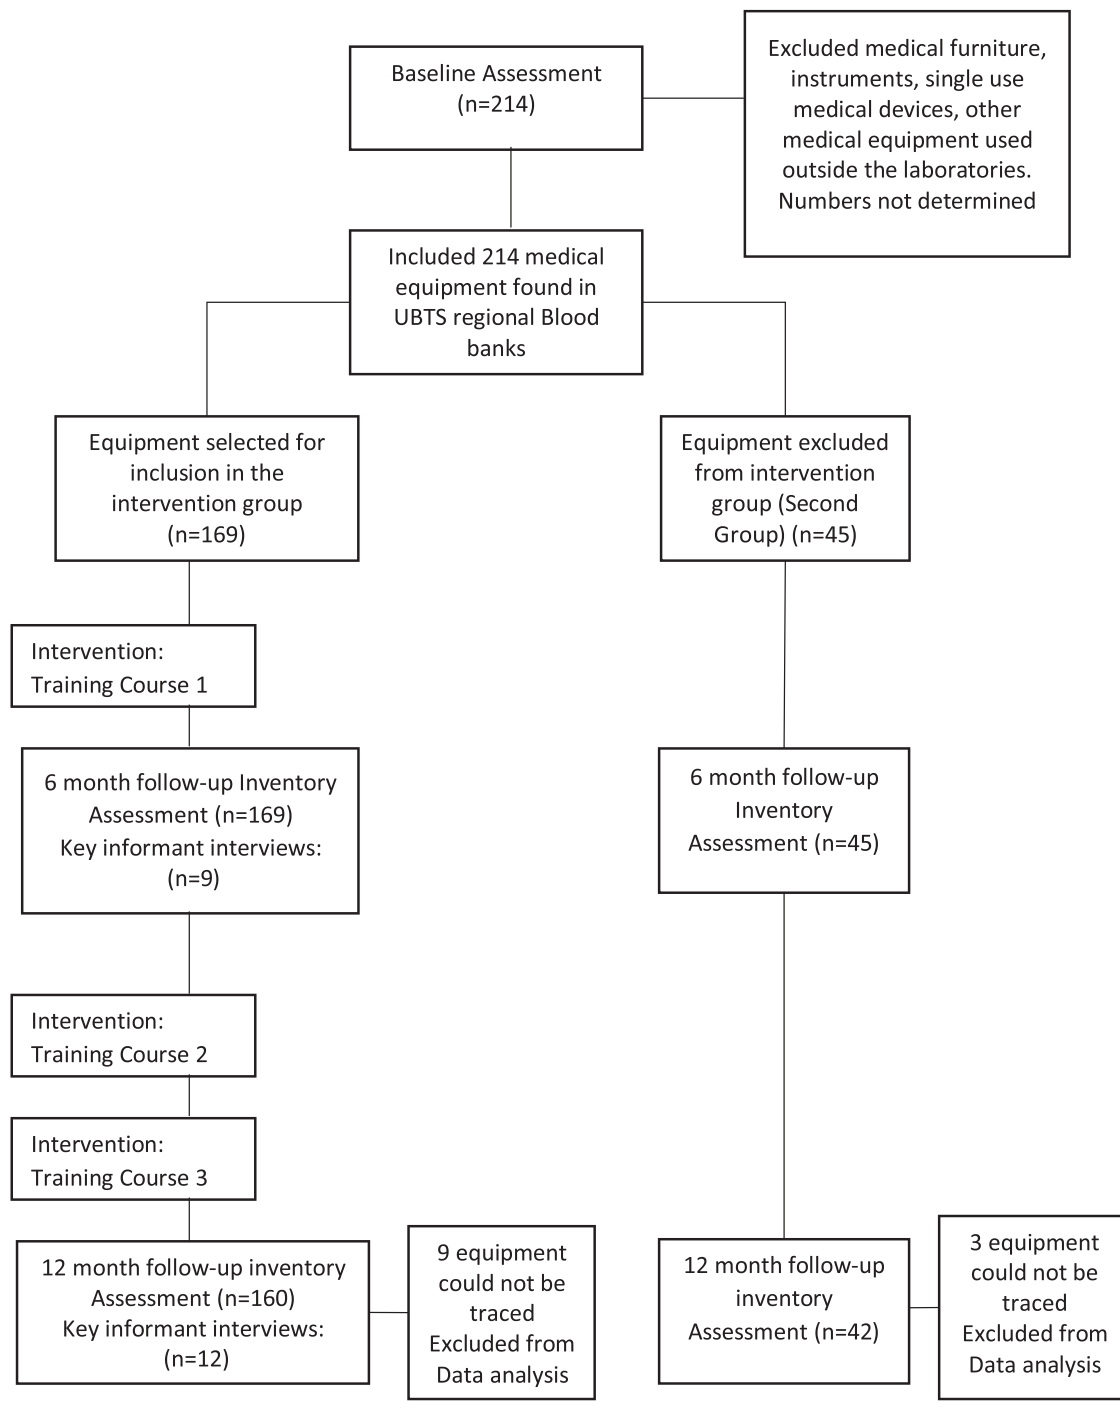 Baseline Assessment
(n=214)
Excluded medical furniture,
instruments, single use
medical devices, other
medical equipment used
outside the laboratories.
Numbers not determined
Included 214 medical
equipment found in
UBTS regional Blood
banks
Equipment selected for
inclusion in the
intervention group
(n=169)
Equipment excluded
from intervention
group (Second
Group) (n=45)
Intervention:
Training Course 1
6 month follow-up Inventory
Assessment (n=169)
Key informant interviews:
(n=9)
6 month follow-up
Inventory
Assessment (n=45)
Intervention:
Training Course 2
Intervention:
Training Course 3
12 month follow-up inventory
Assessment (n=160)
Key informant interviews:
(n=12)
9 equipment
could not be
traced
Excluded from
Data analysis
12 month follow-up
inventory
Assessment (n=42)
3 equipment
could not be
traced
Excluded from
Data analysis